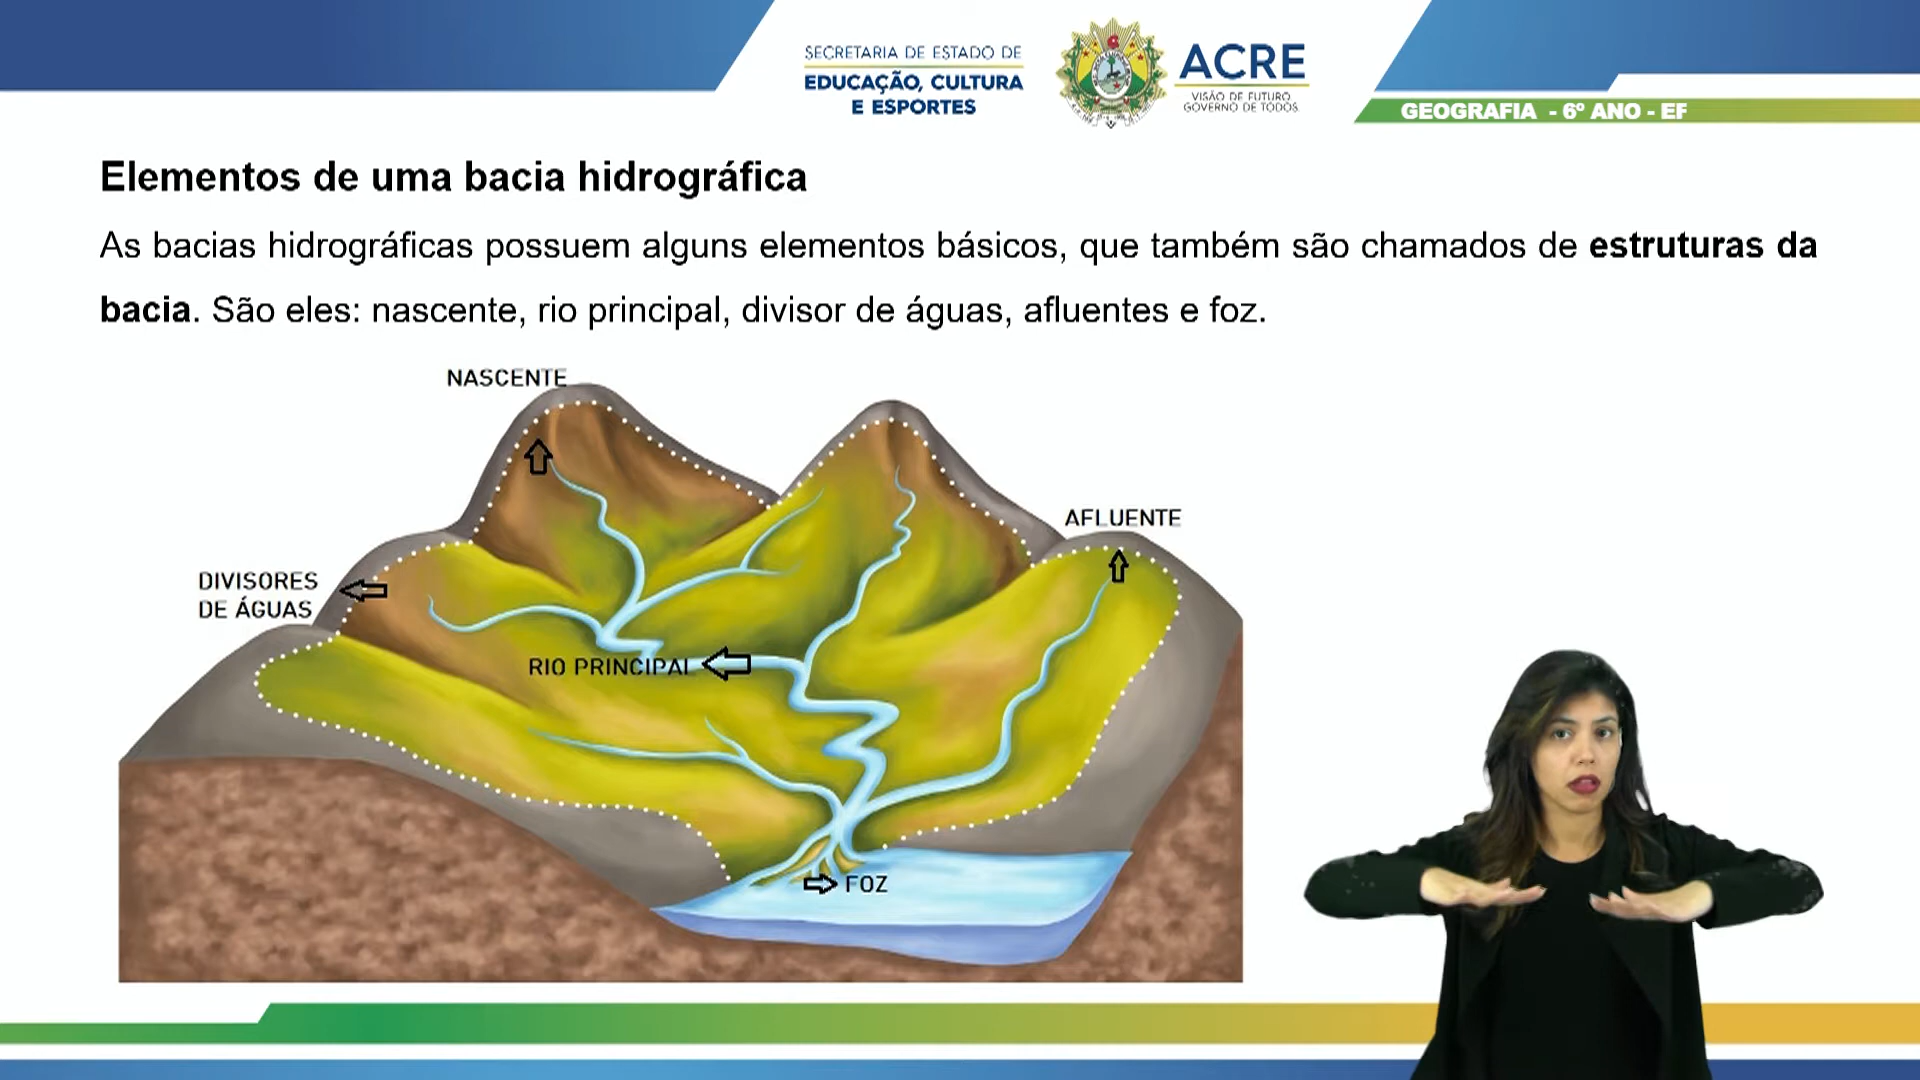 SECRETARIA DE ESTADO DE
EDUCAÇÃO, CULTURA
E ESPORTES
ACRE
VISÃO DE FUTURO
GOVERNO DE TODOS
GEOGRAFIA - 6º ANO - EF
Elementos de uma bacia hidrográfica
As bacias hidrográficas possuem alguns elementos básicos, que também são chamados de estruturas da
bacia. São eles: nascente, rio principal, divisor de águas, afluentes e foz.
NASCENTE
AFLUENTE
DIVISORES
DE ÁGUAS
RIO PRINCIPAL
FOZ